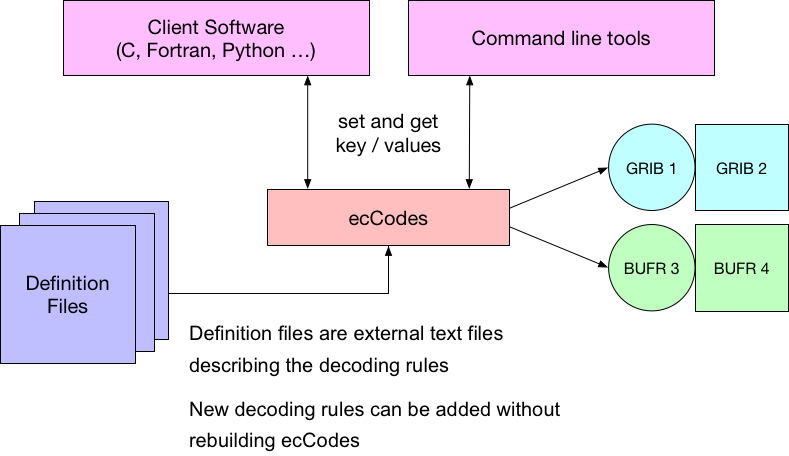 Client Software
(C, Fortran, Python …)
Command line tools
set and get
key / values
GRIB 1
GRIB 2
ecCodes
BUFR 3
BUFR 4
Definition
Files
Definition files are external text files
describing the decoding rules
New decoding rules can be added without
rebuilding ecCodes